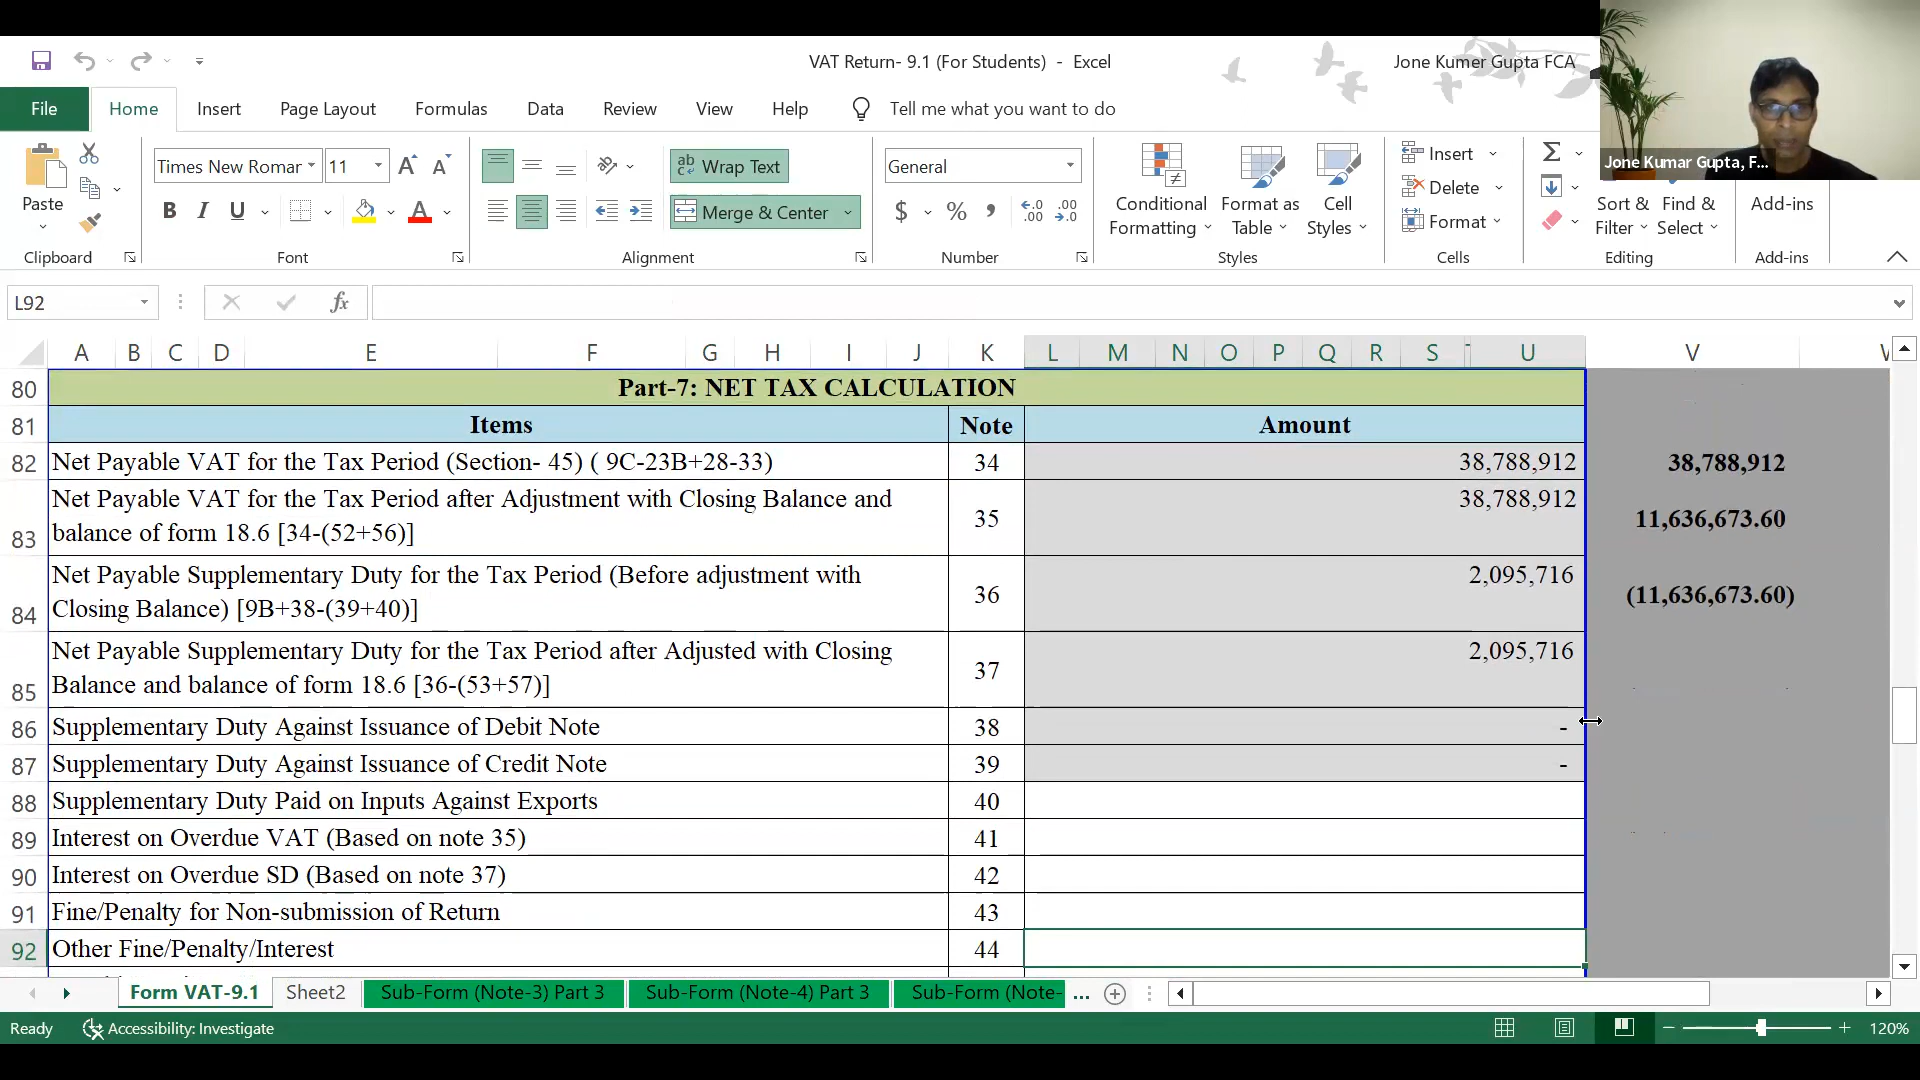 VAT Return- 9.1 (For Students) - Excel
Jone Kumer Gupta FCA
File Home Insert Page Layout Formulas Data Review View Help Tell me what you want to do
Jone Kumar Gupta, F...
Paste
Clipboard
Times New Romar 11
B I U A
Font
ab Wrap Text
Merge & Center
Alignment
General
$ % , .00 .00
Number
Conditional Formatting
Format as Table
Cell Styles
Styles
Insert
Delete
Format
Cells
Sort & Filter
Find & Select
Editing
Add-ins
Add-ins
L92 fx
A B C D E F G H I J K L M N O P Q R S U V
80 Part-7: NET TAX CALCULATION
81 Items Note Amount
82 Net Payable VAT for the Tax Period (Section- 45) ( 9C-23B+28-33) 34 38,788,912 38,788,912
83 Net Payable VAT for the Tax Period after Adjustment with Closing Balance and
balance of form 18.6 [34-(52+56)] 35 38,788,912 11,636,673.60
84 Net Payable Supplementary Duty for the Tax Period (Before adjustment with
Closing Balance) [9B+38-(39+40)] 36 2,095,716 (11,636,673.60)
85 Net Payable Supplementary Duty for the Tax Period after Adjusted with Closing
Balance and balance of form 18.6 [36-(53+57)] 37 2,095,716
86 Supplementary Duty Against Issuance of Debit Note 38 -
87 Supplementary Duty Against Issuance of Credit Note 39 -
88 Supplementary Duty Paid on Inputs Against Exports 40
89 Interest on Overdue VAT (Based on note 35) 41
90 Interest on Overdue SD (Based on note 37) 42
91 Fine/Penalty for Non-submission of Return 43
92 Other Fine/Penalty/Interest 44
Form VAT-9.1 Sheet2 Sub-Form (Note-3) Part 3 Sub-Form (Note-4) Part 3 Sub-Form (Note- ...
Ready Accessibility: Investigate 120%